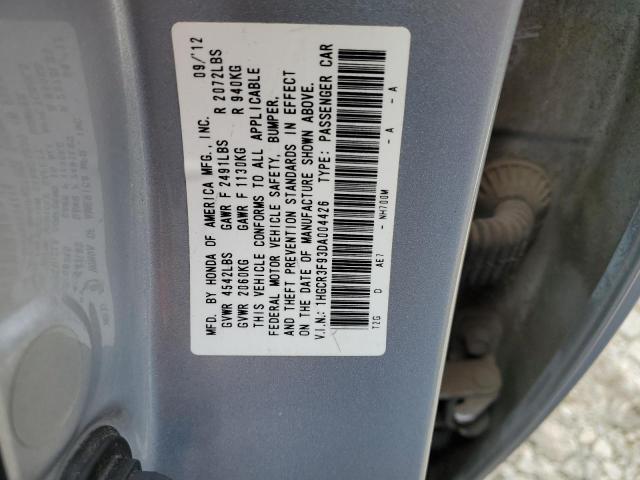 MFD. BY HONDA OF AMERICA MFG., INC. 09/'12
GVWR 4542LBS GAWR F 2491LBS R 2072LBS
GVWR 2060KG GAWR F 1130KG R 940KG
THIS VEHICLE CONFORMS TO ALL APPLICABLE
FEDERAL MOTOR VEHICLE SAFETY, BUMPER,
AND THEFT PREVENTION STANDARDS IN EFFECT
ON THE DATE OF MANUFACTURE SHOWN ABOVE.
V.I.N.: 1HGCR3F93DA004426 TYPE: PASSENGER CAR
T2G D AE7 - NH700M - A - A